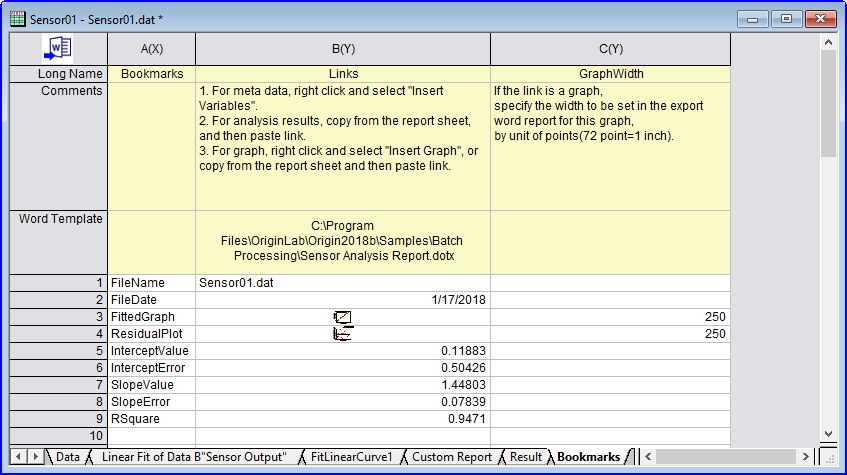 Sensor01 - Sensor01.dat *
A(X) B(Y) C(Y)
Long Name Bookmarks Links GraphWidth
Comments
1. For meta data, right click and select "Insert
Variables".
2. For analysis results, copy from the report sheet,
and then paste link.
3. For graph, right click and select "Insert Graph", or
copy from the report sheet and then paste link.
If the link is a graph,
specify the width to be set in the export
word report for this graph,
by unit of points(72 point=1 inch).
Word Template
C:\Program
Files\OriginLab\Origin2018b\Samples\Batch
Processing\Sensor Analysis Report.dotx
1 FileName Sensor01.dat
2 FileDate 1/17/2018
3 FittedGraph 250
4 ResidualPlot 250
5 InterceptValue 0.11883
6 InterceptError 0.50426
7 SlopeValue 1.44803
8 SlopeError 0.07839
9 RSquare 0.9471
10
Data Linear Fit of Data B"Sensor Output" FitLinearCurve1 Custom Report Result Bookmarks